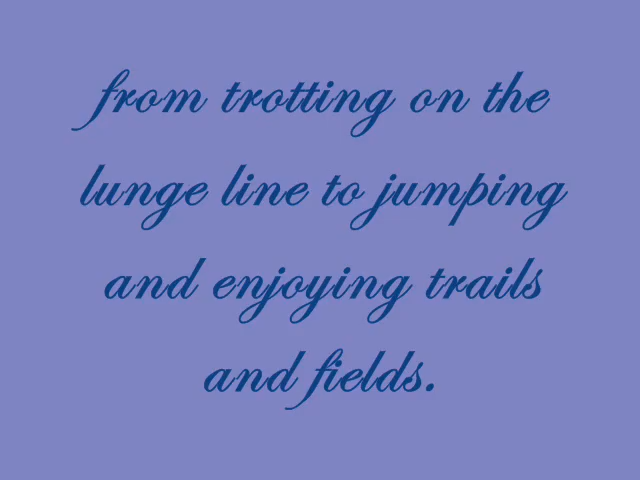 from trotting on the
lunge line to jumping
and enjoying trails
and fields.